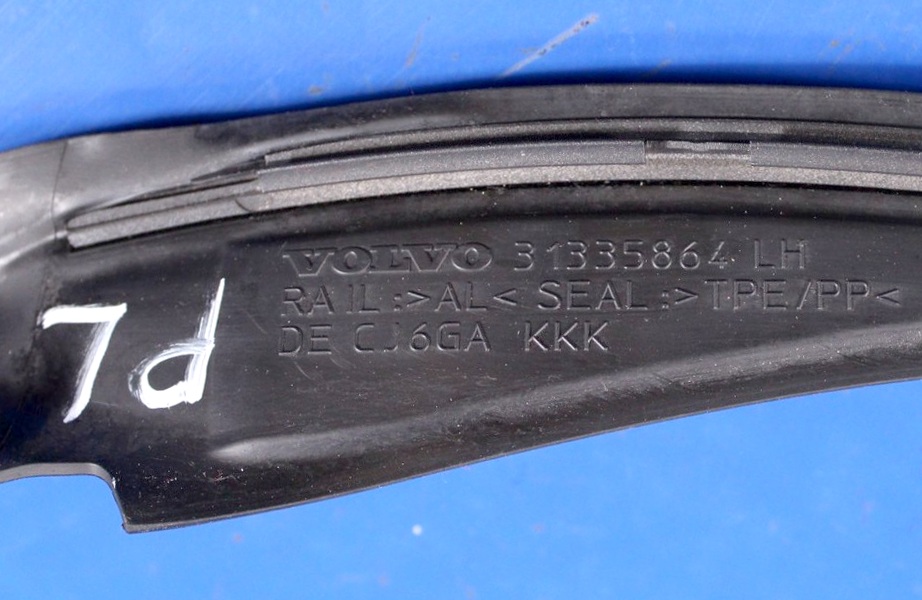 VOLVO 31335864 LH
RAIL:>AL< SEAL:>TPE/PP<
DE CJ6GA KKK
7d